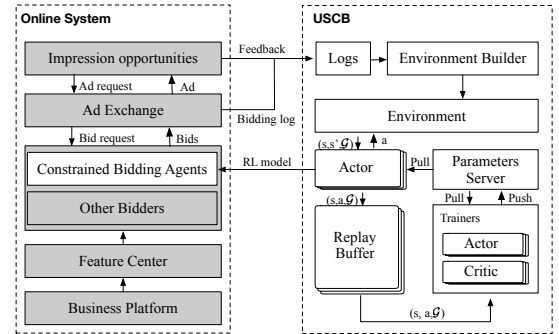 Online System
Impression opportunities
Ad request
Ad
Ad Exchange
Bid request
Bids
Constrained Bidding Agents
Other Bidders
Feature Center
Business Platform
Feedback
Bidding log
RL model
USCB
Logs
Environment Builder
Environment
(s,s',𝒢)
a
Actor
Pull
Parameters
Server
(s,a,𝒢)
Pull
Push
Replay
Buffer
Trainers
Actor
Critic
(s, a,𝒢)